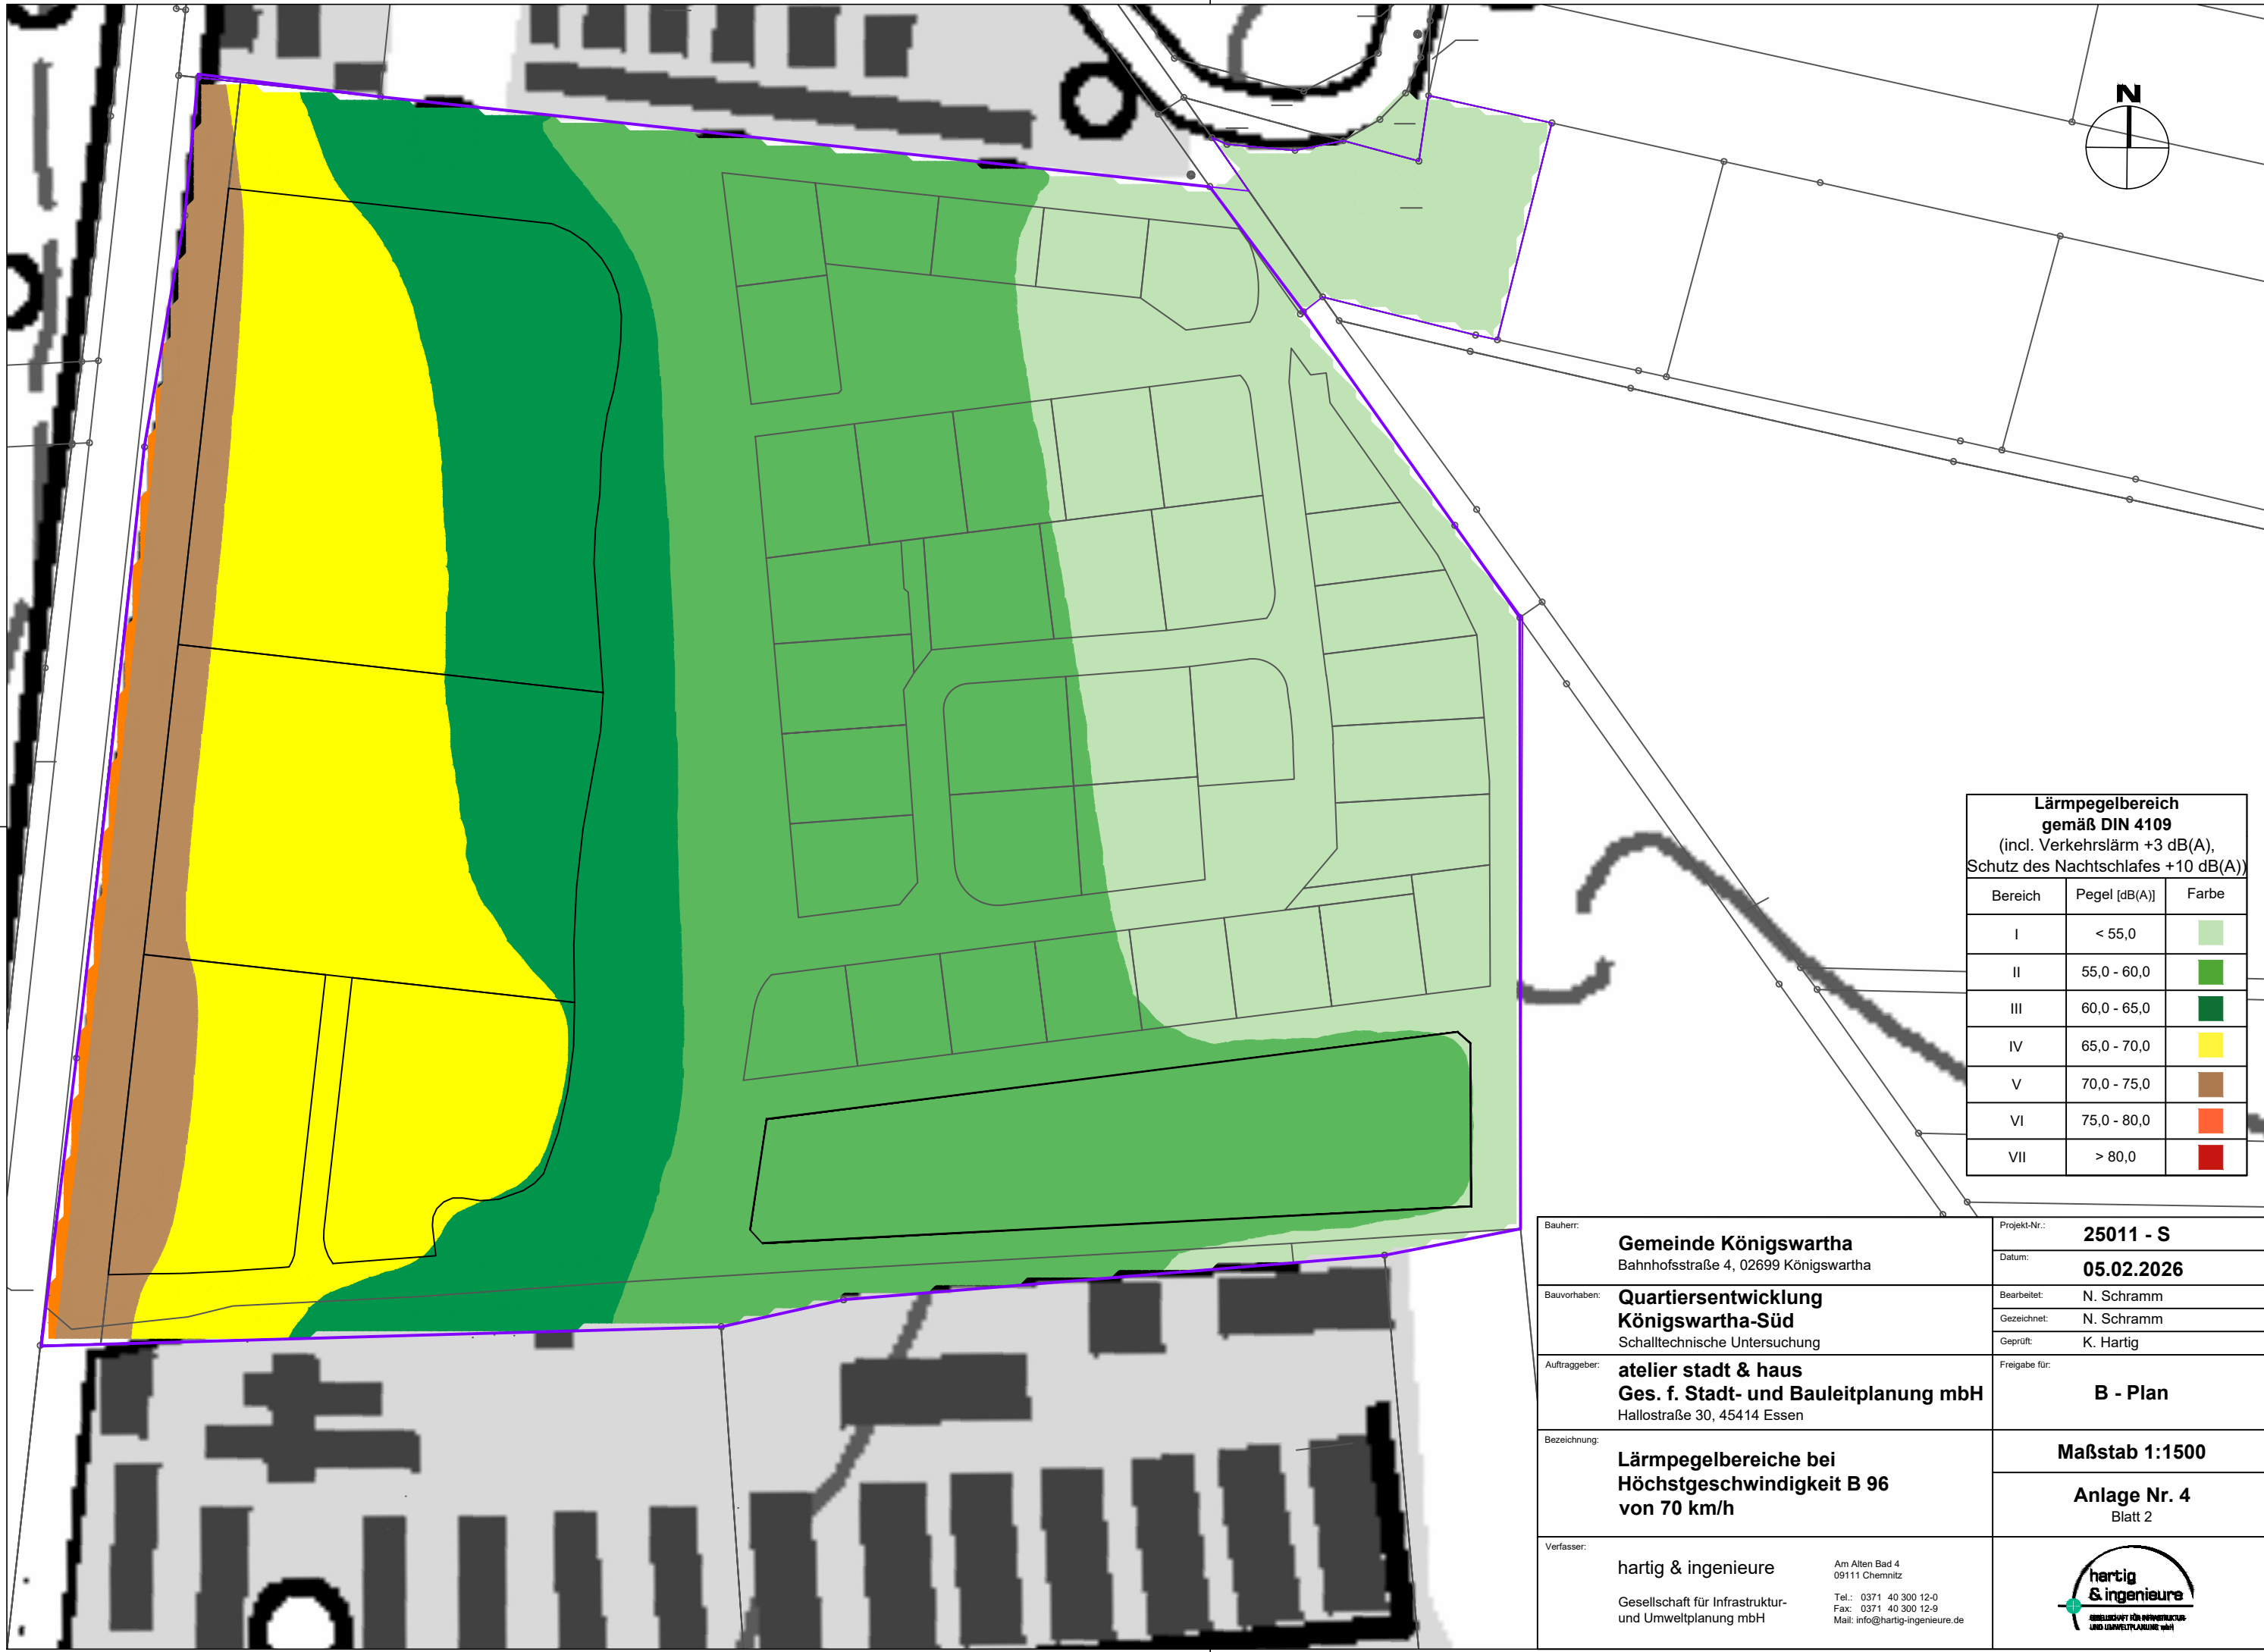 N
Lärmpegelbereich
gemäß DIN 4109
(incl. Verkehrslärm +3 dB(A),
Schutz des Nachtschlafes +10 dB(A))
Bereich Pegel [dB(A)] Farbe
I < 55,0
II 55,0 - 60,0
III 60,0 - 65,0
IV 65,0 - 70,0
V 70,0 - 75,0
VI 75,0 - 80,0
VII > 80,0
Bauherr:
Gemeinde Königswartha
Bahnhofsstraße 4, 02699 Königswartha
Projekt-Nr.: 25011 - S
Datum: 05.02.2026
Bauvorhaben:
Quartiersentwicklung
Königswartha-Süd
Schalltechnische Untersuchung
Bearbeitet: N. Schramm
Gezeichnet: N. Schramm
Geprüft: K. Hartig
Auftraggeber:
atelier stadt & haus
Ges. f. Stadt- und Bauleitplanung mbH
Hallostraße 30, 45414 Essen
Freigabe für:
B - Plan
Bezeichnung:
Lärmpegelbereiche bei
Höchstgeschwindigkeit B 96
von 70 km/h
Maßstab 1:1500
Anlage Nr. 4
Blatt 2
Verfasser:
hartig & ingenieure
Gesellschaft für Infrastruktur-
und Umweltplanung mbH
Am Alten Bad 4
09111 Chemnitz
Tel.: 0371 40 300 12-0
Fax: 0371 40 300 12-9
Mail: info@hartig-ingenieure.de
hartig
& ingenieure
GESELLSCHAFT FÜR INFRASTRUKTUR-
UND UMWELTPLANUNG mbH